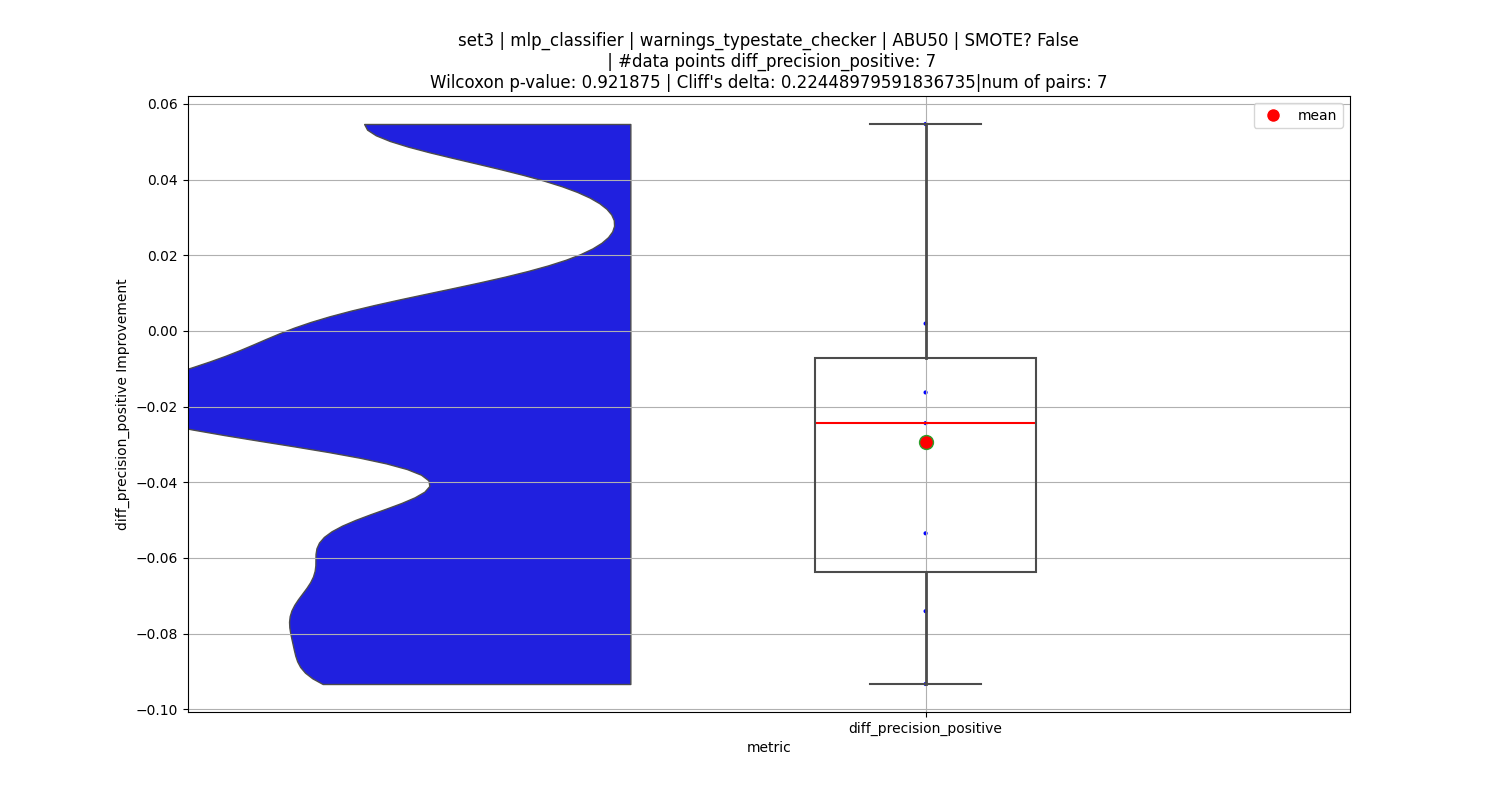 set3 | mlp_classifier | warnings_typestate_checker | ABU50 | SMOTE? False
| #data points diff_precision_positive: 7
Wilcoxon p-value: 0.921875 | Cliff's delta: 0.22448979591836735|num of pairs: 7
mean
0.06
0.04
0.02
0.00
−0.02
−0.04
−0.06
−0.08
−0.10
diff_precision_positive Improvement
diff_precision_positive
metric